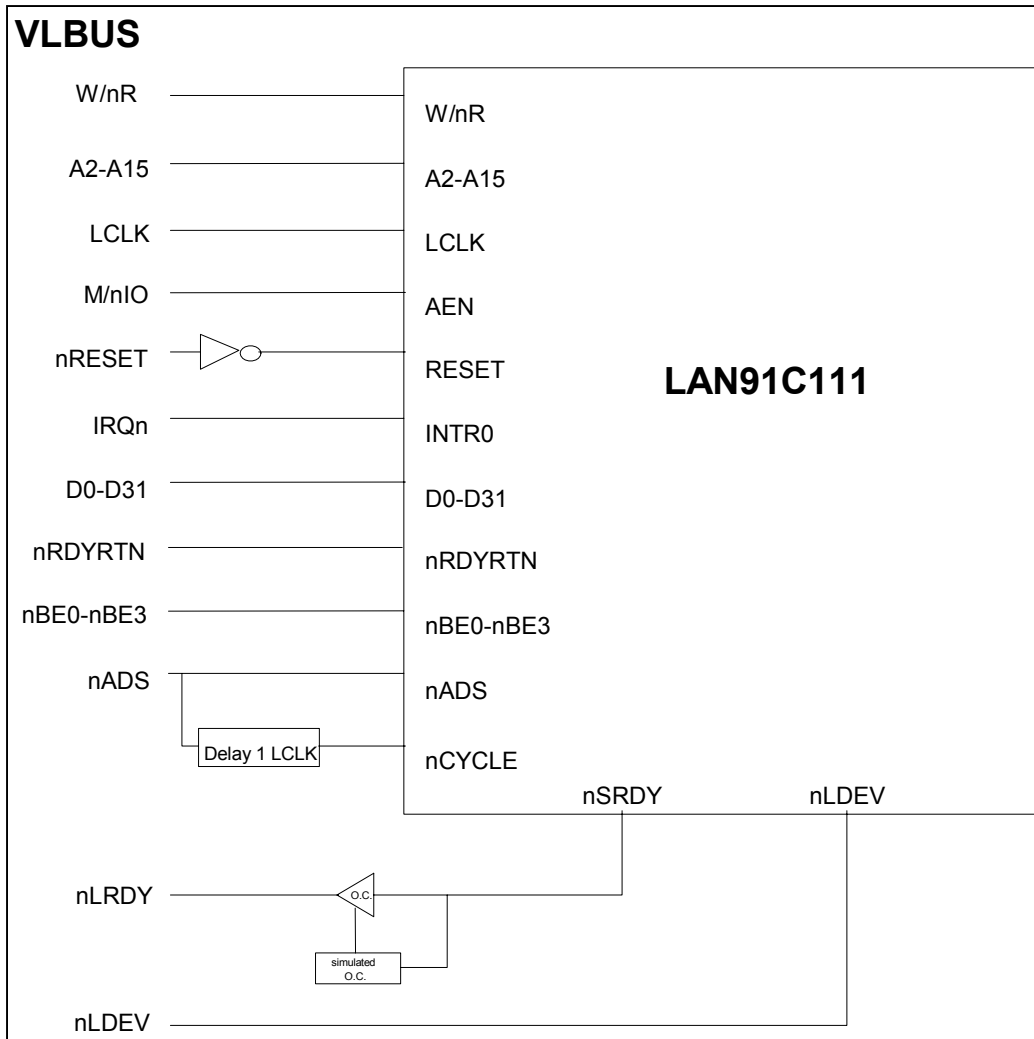 VLBUS
W/nR
W/nR
A2-A15
A2-A15
LCLK
LCLK
M/nIO
AEN
nRESET
RESET
LAN91C111
IRQn
INTR0
D0-D31
D0-D31
nRDYRTN
nRDYRTN
nBE0-nBE3
nBE0-nBE3
nADS
nADS
Delay 1 LCLK
nCYCLE
nSRDY
nLDEV
nLRDY
O.C.
simulated
O.C.
nLDEV